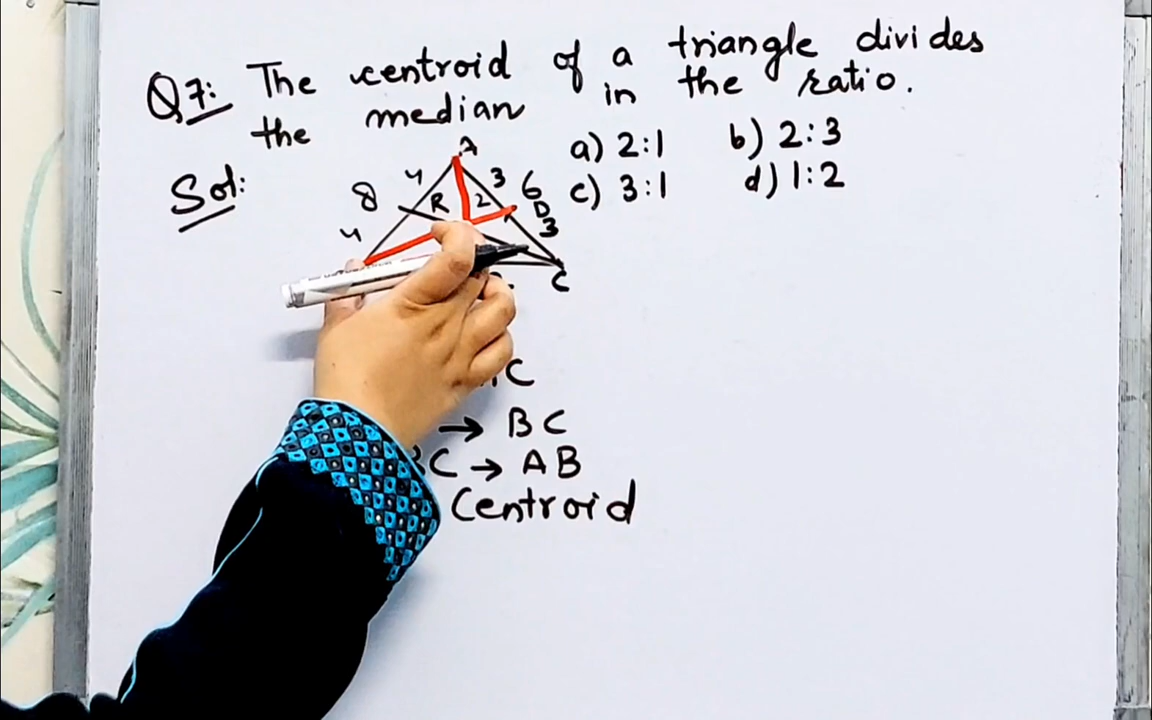 Q7: The centroid of a triangle divides
the median in the ratio.
a) 2:1 b) 2:3
Sol: c) 3:1 d) 1:2
A
4 3
8 R 2 6
D
4 3
C
C
→ BC
BC → AB
Centroid